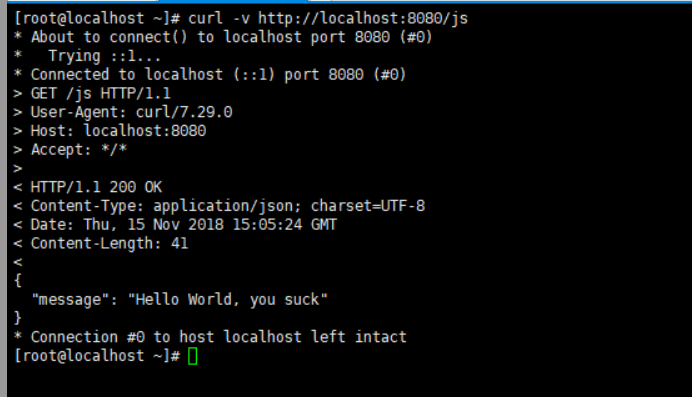 [root@localhost ~]# curl -v http://localhost:8080/js
* About to connect() to localhost port 8080 (#0)
*   Trying ::1...
* Connected to localhost (::1) port 8080 (#0)
> GET /js HTTP/1.1
> User-Agent: curl/7.29.0
> Host: localhost:8080
> Accept: */*
>
< HTTP/1.1 200 OK
< Content-Type: application/json; charset=UTF-8
< Date: Thu, 15 Nov 2018 15:05:24 GMT
< Content-Length: 41
<
{
  "message": "Hello World, you suck"
}
* Connection #0 to host localhost left intact
[root@localhost ~]#